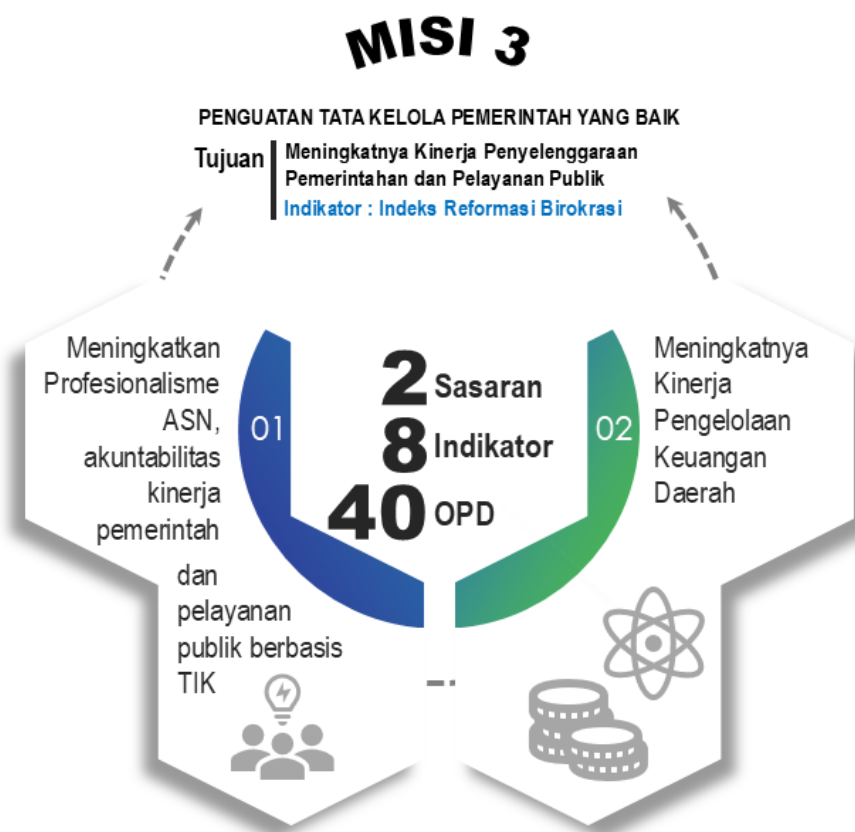 MISI 3
PENGUATAN TATA KELOLA PEMERINTAH YANG BAIK
Tujuan
Meningkatnya Kinerja Penyelenggaraan
Pemerintahan dan Pelayanan Publik
Indikator : Indeks Reformasi Birokrasi
Meningkatkan
Profesionalisme
ASN,
akuntabilitas
kinerja
pemerintah
dan
pelayanan
publik berbasis
TIK
01
2 Sasaran
8 Indikator
40 OPD
02
Meningkatnya
Kinerja
Pengelolaan
Keuangan
Daerah